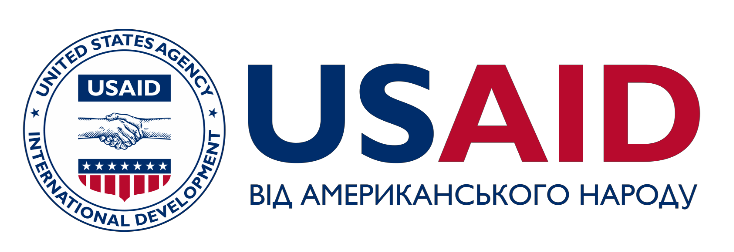 UNITED STATES AGENCY
INTERNATIONAL DEVELOPMENT
USAID
USAID
ВІД АМЕРИКАНСЬКОГО НАРОДУ